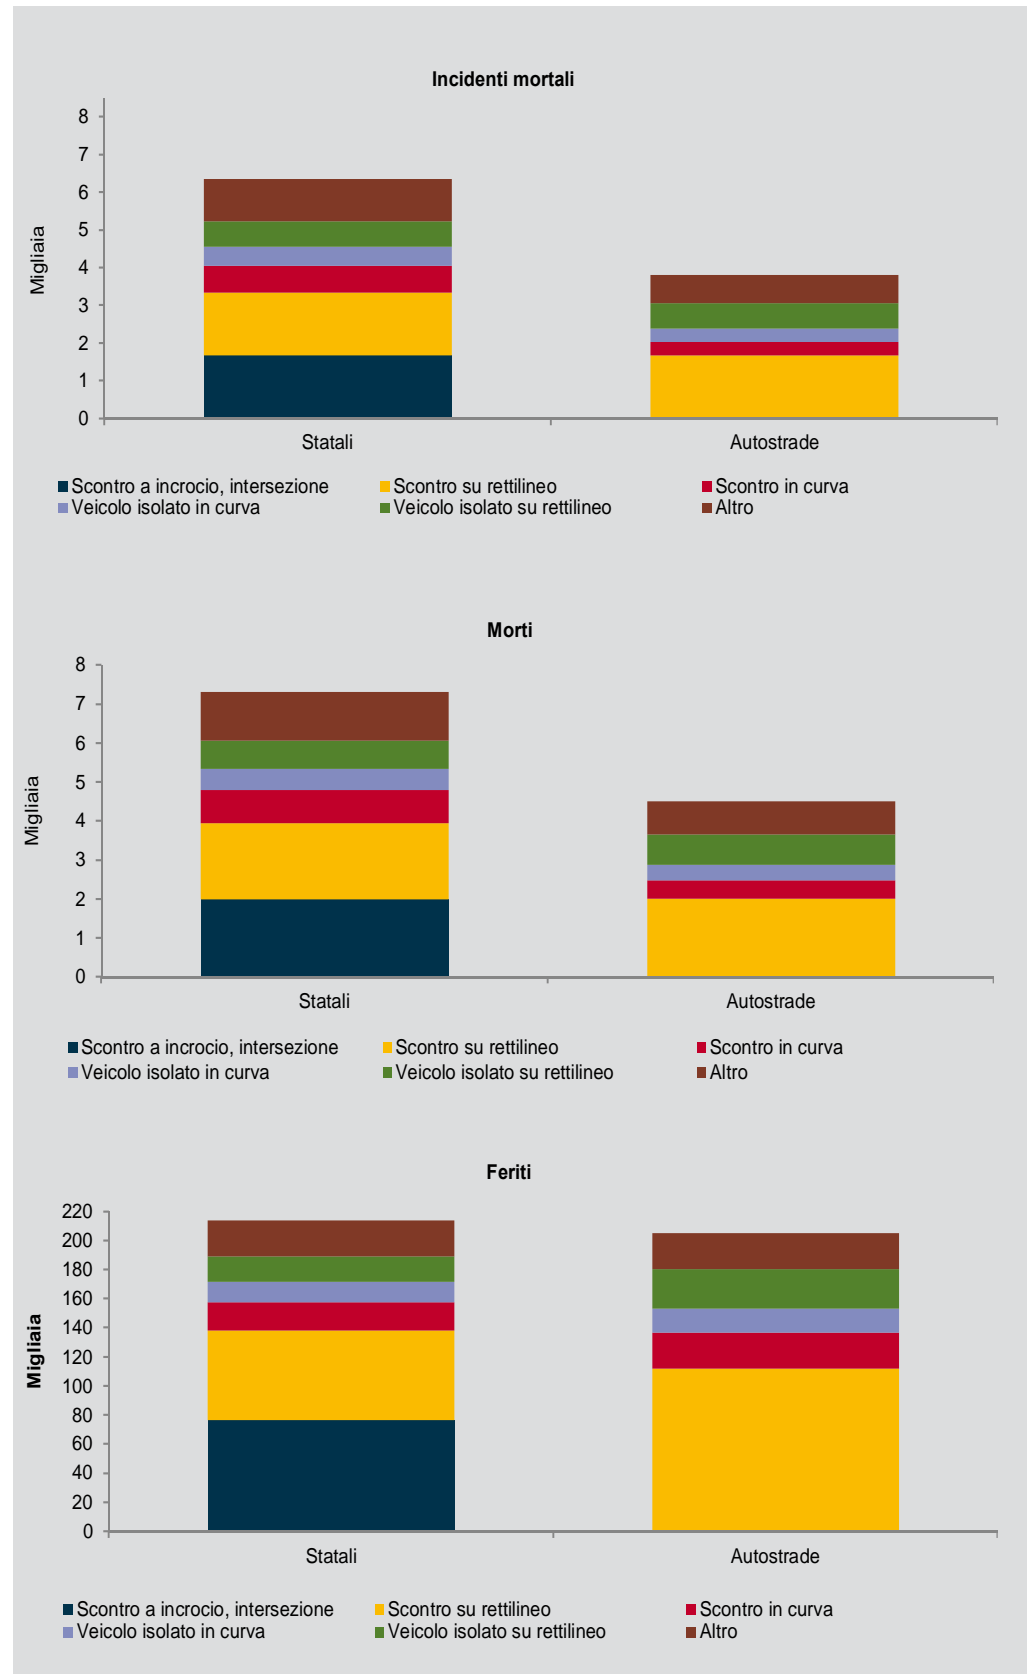 Incidenti mortali
8
7
6
5
4
3
2
1
0
Migliaia
Statali Autostrade
Scontro a incrocio, intersezione Scontro su rettilineo Scontro in curva
Veicolo isolato in curva Veicolo isolato su rettilineo Altro
Morti
8
7
6
5
4
3
2
1
0
Migliaia
Statali Autostrade
Scontro a incrocio, intersezione Scontro su rettilineo Scontro in curva
Veicolo isolato in curva Veicolo isolato su rettilineo Altro
Feriti
220
200
180
160
140
120
100
80
60
40
20
0
Migliaia
Statali Autostrade
Scontro a incrocio, intersezione Scontro su rettilineo Scontro in curva
Veicolo isolato in curva Veicolo isolato su rettilineo Altro